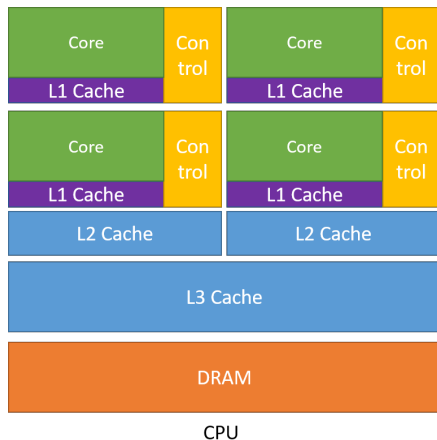 Core
Con
trol
L1 Cache
Core
Con
trol
L1 Cache
Core
Con
trol
L1 Cache
Core
Con
trol
L1 Cache
L2 Cache
L2 Cache
L3 Cache
DRAM
CPU